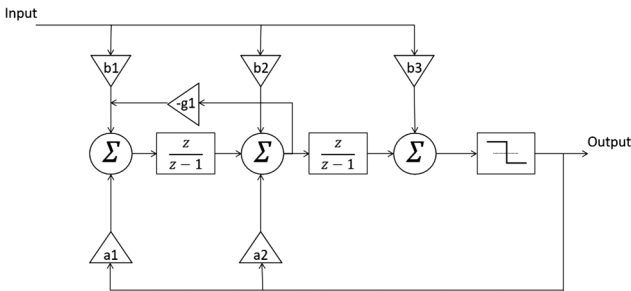 Input
b1
b2
b3
-g1
Σ
z
z − 1
Σ
z
z − 1
Σ
Output
a1
a2